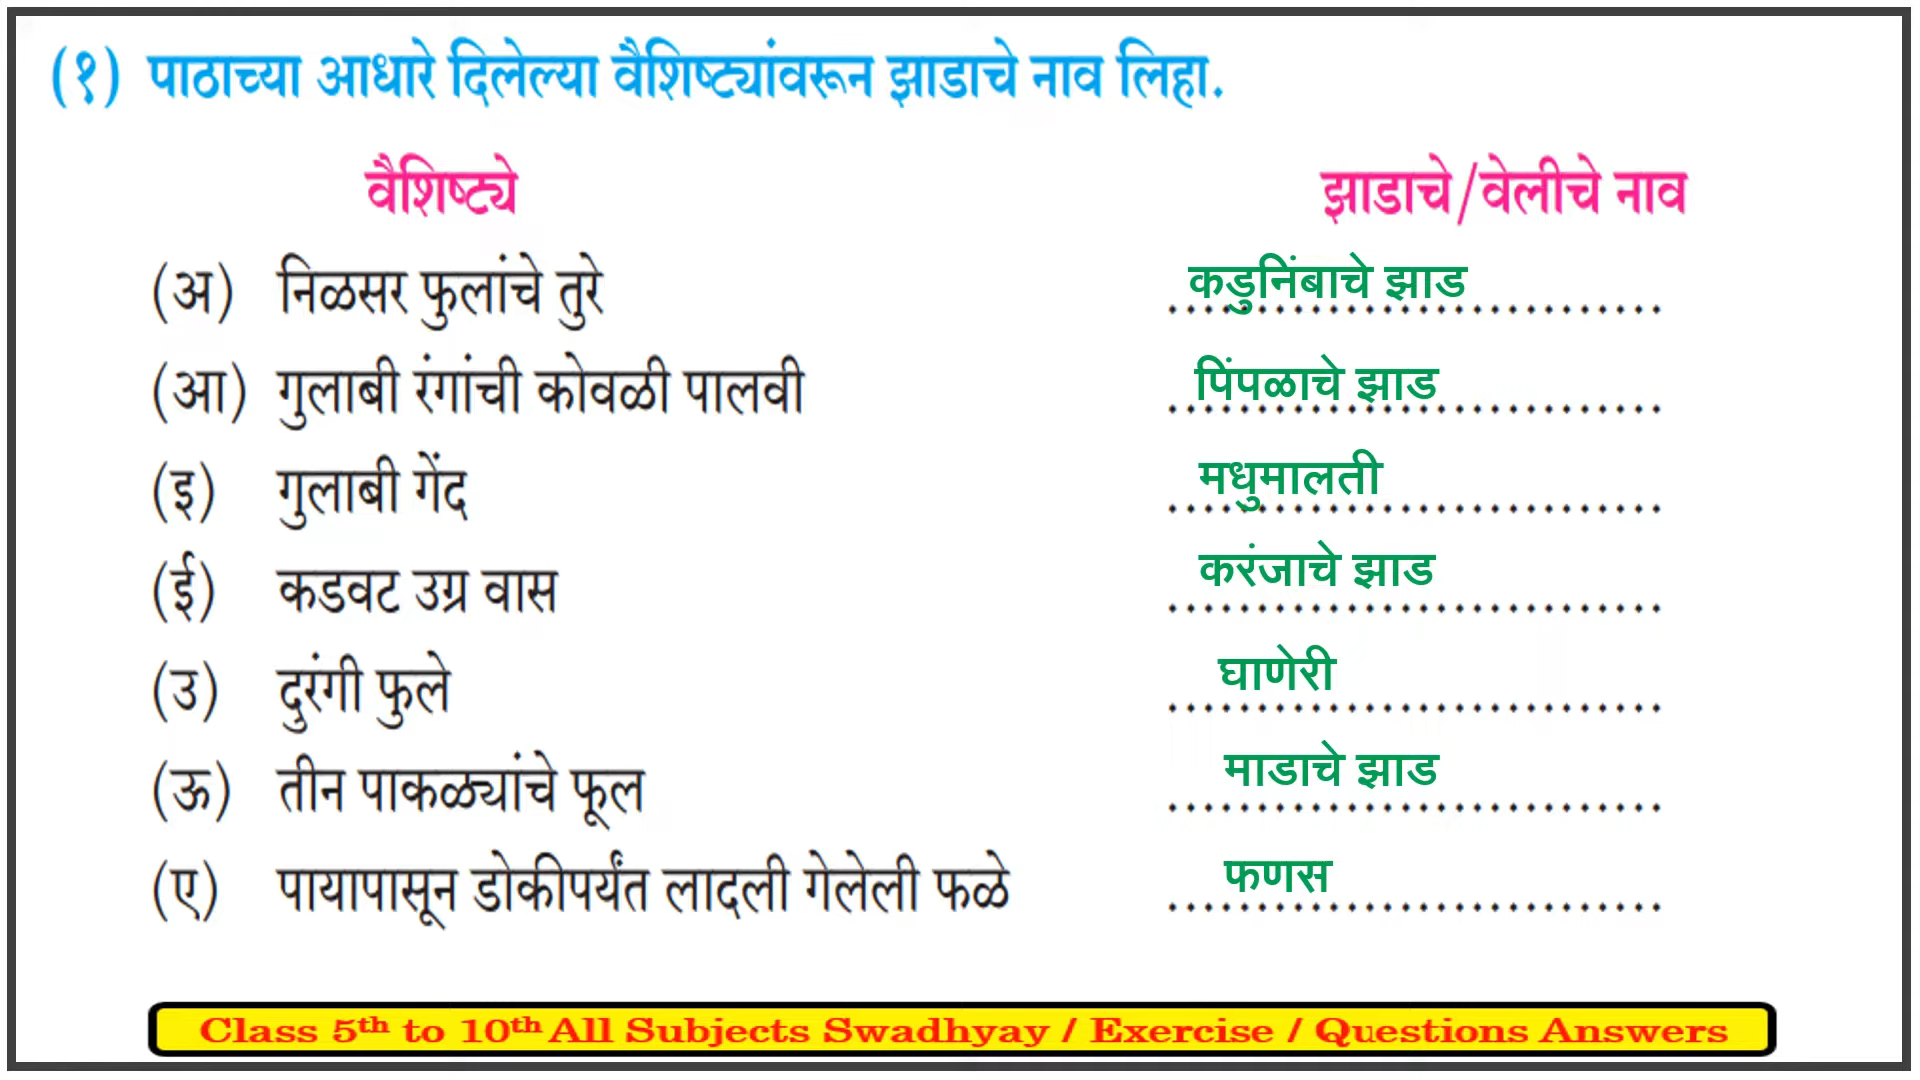 (१) पाठाच्या आधारे दिलेल्या वैशिष्ट्यांवरून झाडाचे नाव लिहा.
वैशिष्ट्ये झाडाचे/वेलीचे नाव
(अ) निळसर फुलांचे तुरे कडुनिंबाचे झाड
(आ) गुलाबी रंगांची कोवळी पालवी पिंपळाचे झाड
(इ) गुलाबी गेंद मधुमालती
(ई) कडवट उग्र वास करंजाचे झाड
(उ) दुरंगी फुले घाणेरी
(ऊ) तीन पाकळ्यांचे फूल माडाचे झाड
(ए) पायापासून डोकीपर्यंत लादली गेलेली फळे फणस
Class 5th to 10th All Subjects Swadhyay / Exercise / Questions Answers